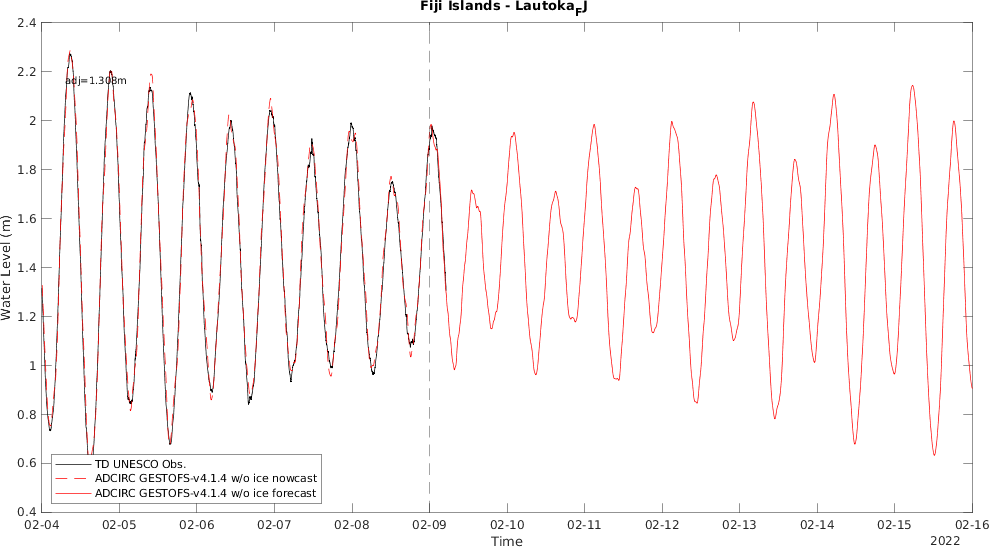 Fiji Islands - Lautoka_FJ
2.4
2.2
2
1.8
1.6
1.4
1.2
1
0.8
0.6
0.4
Water Level (m)
adj=1.303m
TD UNESCO Obs.
ADCIRC GESTOFS-v4.1.4 w/o ice nowcast
ADCIRC GESTOFS-v4.1.4 w/o ice forecast
02-04 02-05 02-06 02-07 02-08 02-09 02-10 02-11 02-12 02-13 02-14 02-15 02-16
Time
2022